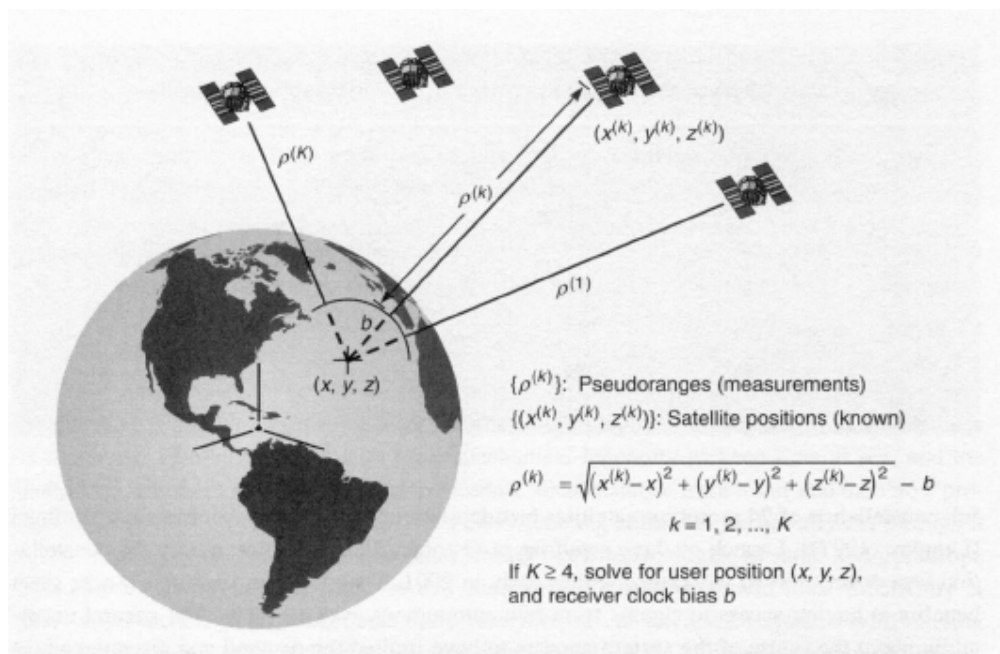 (x⁽ᵏ⁾, y⁽ᵏ⁾, z⁽ᵏ⁾)
ρ⁽ᴷ⁾
ρ⁽ᵏ⁾
ρ⁽¹⁾
b
(x, y, z)
{ρ⁽ᵏ⁾}: Pseudoranges (measurements)
{(x⁽ᵏ⁾, y⁽ᵏ⁾, z⁽ᵏ⁾)}: Satellite positions (known)
ρ⁽ᵏ⁾ = √(x⁽ᵏ⁾–x)² + (y⁽ᵏ⁾–y)² + (z⁽ᵏ⁾–z)² – b
k = 1, 2, ..., K
If K ≥ 4, solve for user position (x, y, z),
and receiver clock bias b